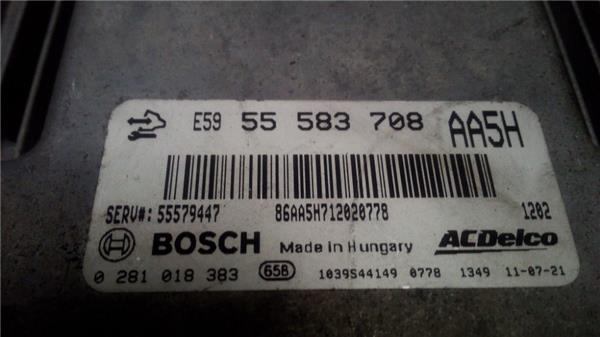 E59 55 583 708 AA5H
SERV#: 55579447 86AA5H712020778 1202
BOSCH Made in Hungary ACDelco
0 281 018 383 65B 1039S44149 0778 1349 11-07-21